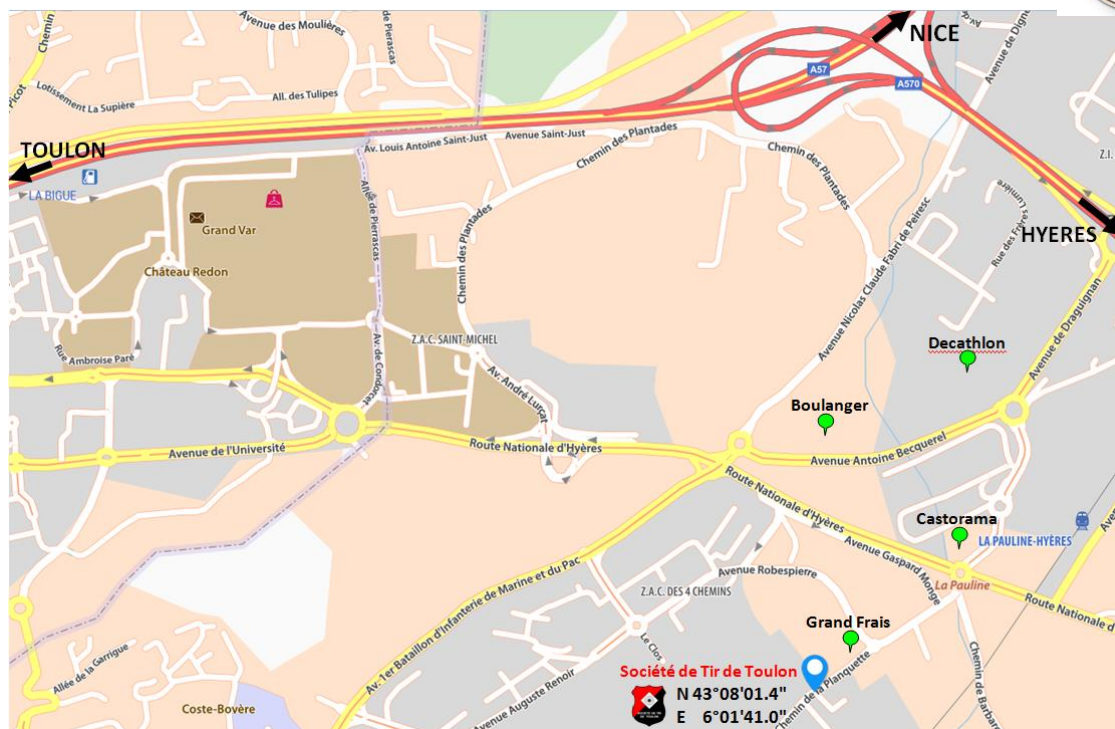 Avenue des Moulières
de Pierascas
NICE
Chemin
Picot
Lotissement La Supière
All. des Tulipes
A57
A570
Avenue de Dign
TOULON
Av. Louis Antoine Saint-Just
Avenue Saint-Just
Chemin des Plantades
Chemin des Plantades
Z.I.
LA BIGUE
Allée de Pierrascas
Grand Var
Chemin des Plantades
Rue des Frères Lumière
HYERES
Château Redon
Avenue Nicolas Claude Fabri de Peiresc
Z.A.C. SAINT-MICHEL
Rue Ambroise Paré
Av. de Condorcet
Decathlon
Avenue de Draguignan
Av. André Lurçat
Boulanger
Avenue de l'Université
Route Nationale d'Hyères
Avenue Antoine Becquerel
Route Nationale d'Hyères
Castorama
LA PAULINE-HYÈRES
Avenue Gaspard Monge
Avenue Robespierre
La Pauline
Av. 1er Bataillon d'Infanterie de Marine et du Pac
Z.A.C. DES 4 CHEMINS
Route Nationale d'
Grand Frais
Le Clos
Allée de la Garrigue
Société de Tir de Toulon
N 43°08'01.4"
E 6°01'41.0"
Chemin de la Planquette
Chemin de Barbar
Avenue Auguste Renoir
Coste-Bovère